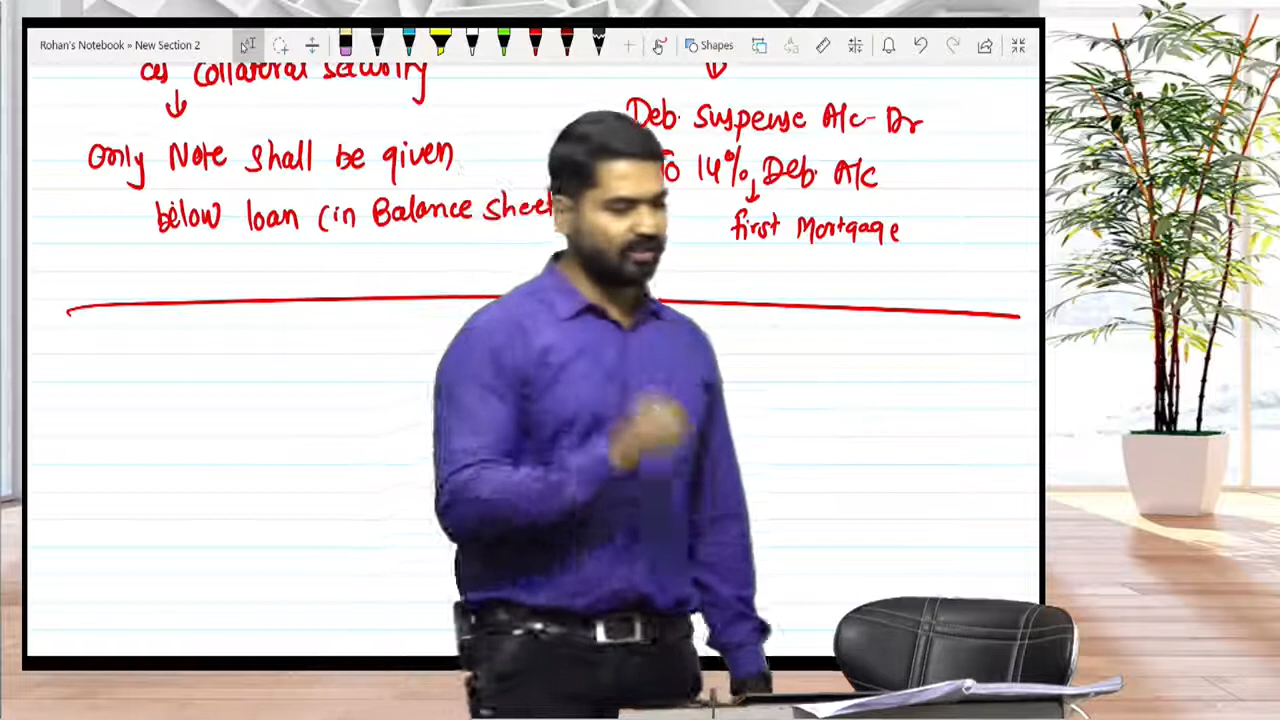 Rohan's Notebook » New Section 2
Shapes
as Collateral Security
↓
Only Note shall be given
below loan (in Balance Sheet
↓
Deb. Suspense A/c - Dr
To 14% Deb. A/c
↓
first Mortgage